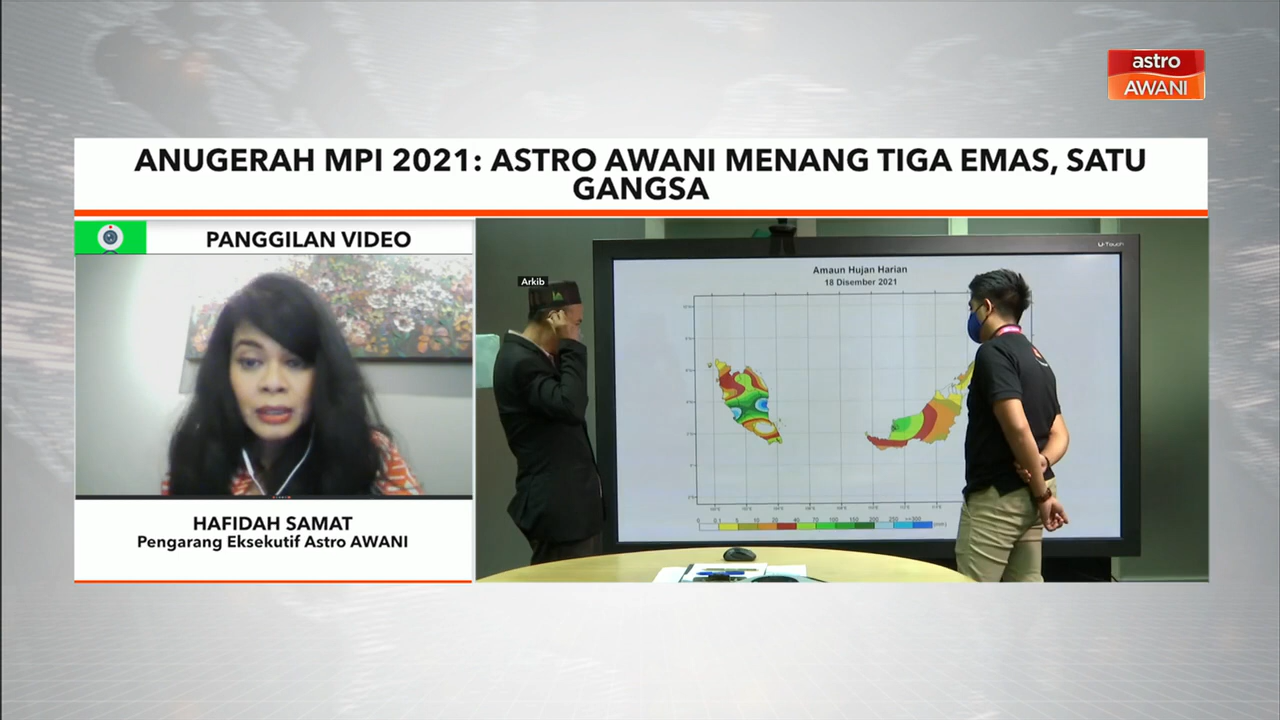 astro
AWANI
ANUGERAH MPI 2021: ASTRO AWANI MENANG TIGA EMAS, SATU
GANGSA
PANGGILAN VIDEO
Arkib
Amaun Hujan Harian
18 Disember 2021
HAFIDAH SAMAT
Pengarang Eksekutif Astro AWANI